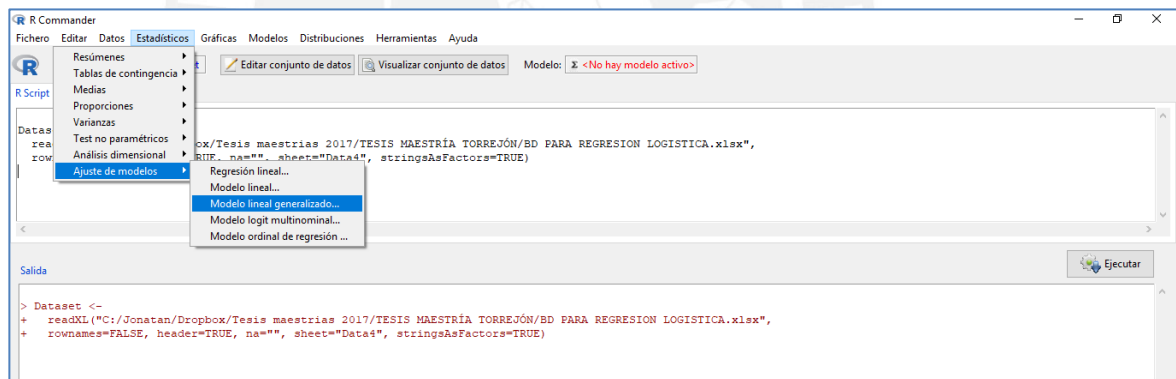 R Commander
Fichero Editar Datos Estadísticos Gráficas Modelos Distribuciones Herramientas Ayuda
Editar conjunto de datos Visualizar conjunto de datos Modelo: Σ <No hay modelo activo>
R Script
Resúmenes
Tablas de contingencia
Medias
Proporciones
Varianzas
Test no paramétricos
Análisis dimensional
Ajuste de modelos
Regresión lineal...
Modelo lineal...
Modelo lineal generalizado...
Modelo logit multinominal...
Modelo ordinal de regresión ...
Datas
rea ox/Tesis maestrias 2017/TESIS MAESTRÍA TORREJÓN/BD PARA REGRESION LOGISTICA.xlsx",
row RUE, na="", sheet="Data4", stringsAsFactors=TRUE)
Salida
Ejecutar
> Dataset <-
+ readXL("C:/Jonatan/Dropbox/Tesis maestrias 2017/TESIS MAESTRÍA TORREJÓN/BD PARA REGRESION LOGISTICA.xlsx",
+ rownames=FALSE, header=TRUE, na="", sheet="Data4", stringsAsFactors=TRUE)